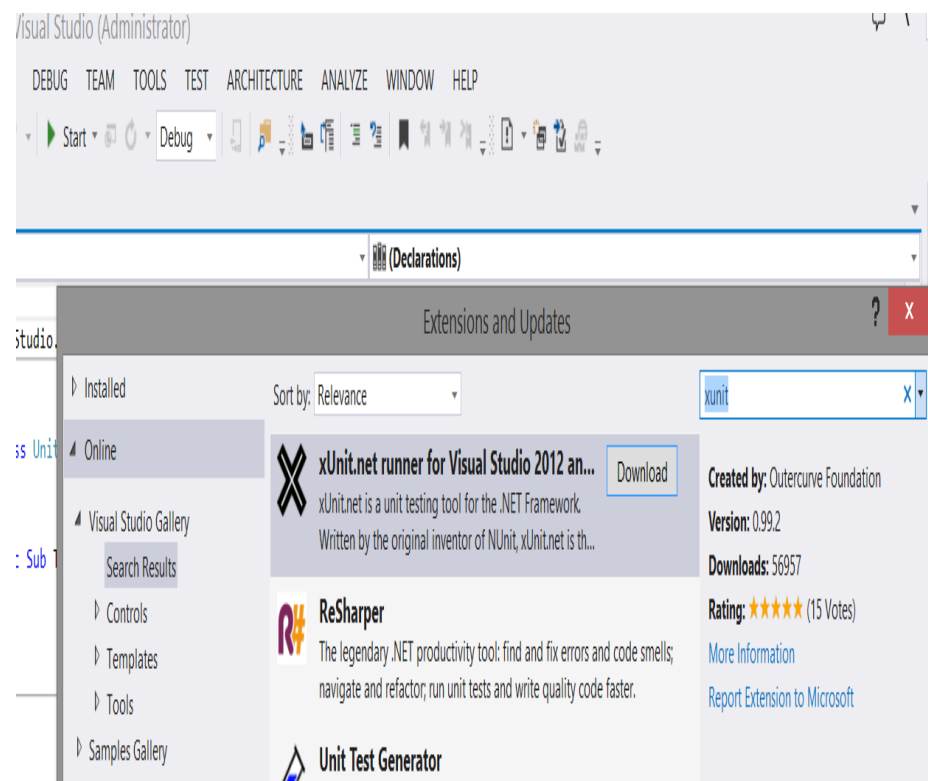 Visual Studio (Administrator)
DEBUG TEAM TOOLS TEST ARCHITECTURE ANALYZE WINDOW HELP
Start Debug
(Declarations)
Extensions and Updates
Studio.
Installed
Sort by: Relevance
xunit
ss Unit
Online
xUnit.net runner for Visual Studio 2012 an...
Download
xUnit.net is a unit testing tool for the .NET Framework.
Written by the original inventor of NUnit, xUnit.net is th...
Created by: Outercurve Foundation
Version: 0.99.2
Downloads: 56957
Rating: (15 Votes)
More Information
Report Extension to Microsoft
Visual Studio Gallery
c Sub
Search Results
Controls
Templates
Tools
Samples Gallery
R#
ReSharper
The legendary .NET productivity tool: find and fix errors and code smells;
navigate and refactor; run unit tests and write quality code faster.
Unit Test Generator